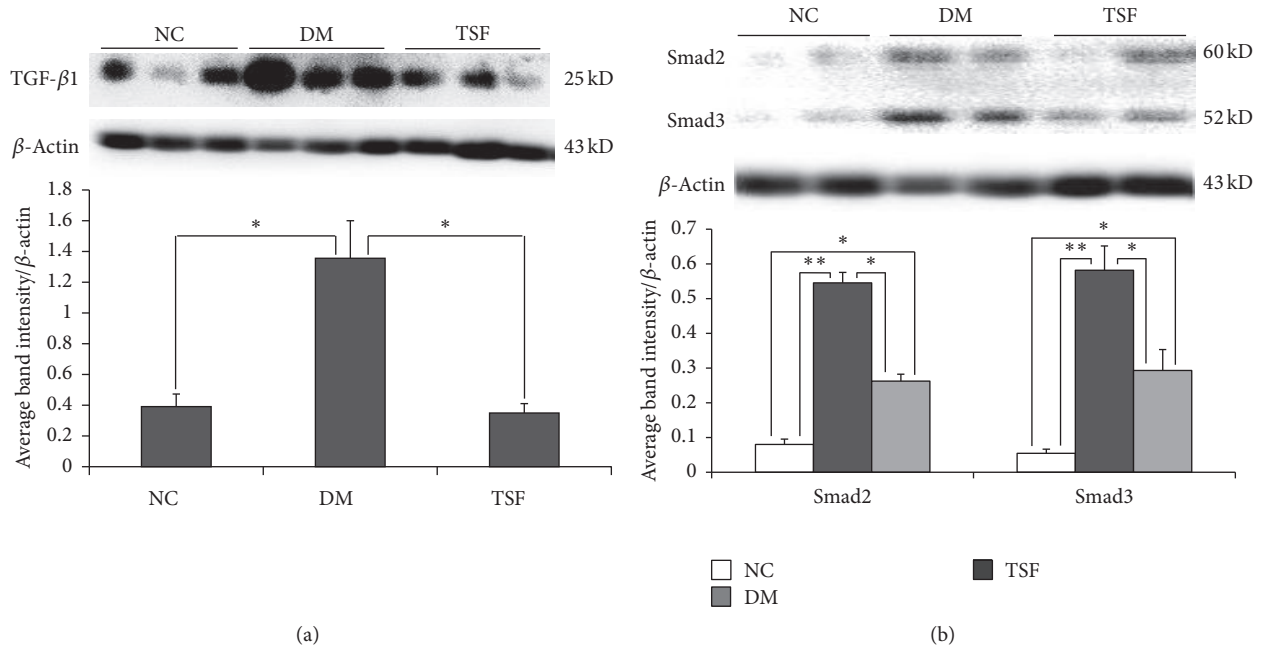 NC DM TSF
TGF-β1 25 kD
β-Actin 43 kD
Average band intensity/β-actin
1.8
1.6
1.4
1.2
1
0.8
0.6
0.4
0.2
0
* *
NC DM TSF
(a)
NC DM TSF
Smad2 60 kD
Smad3 52 kD
β-Actin 43 kD
Average band intensity/β-actin
0.7
0.6
0.5
0.4
0.3
0.2
0.1
0
* *
** * ** *
Smad2 Smad3
NC TSF
DM
(b)